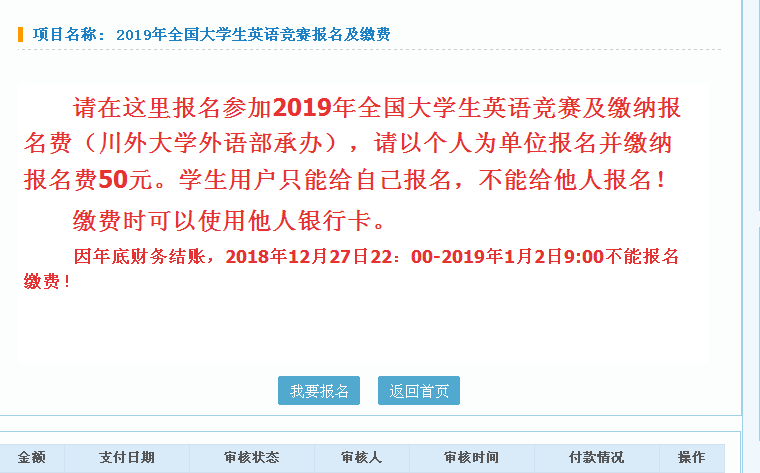 项目名称: 2019年全国大学生英语竞赛报名及缴费
请在这里报名参加2019年全国大学生英语竞赛及缴纳报
名费（川外大学外语部承办），请以个人为单位报名并缴纳
报名费50元。学生用户只能给自己报名，不能给他人报名！
缴费时可以使用他人银行卡。
因年底财务结账，2018年12月27日22：00-2019年1月2日9:00不能报名
缴费！
我要报名 返回首页
金额 支付日期 审核状态 审核人 审核时间 付款情况 操作